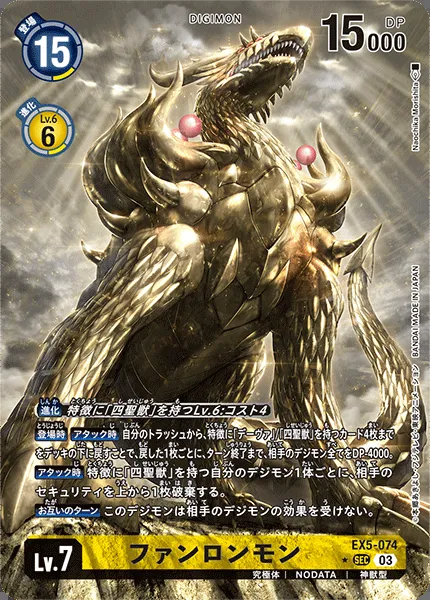 DIGIMON
登場
15
15000
DP
進化
Lv.6
6
Naochika Morishita
BANDAI MADE IN JAPAN
進化 特徴に「四聖獣」を持つLv.6:コスト4
登場時 アタック時 自分のトラッシュから、特徴に「デーヴァ」/「四聖獣」を持つカード4枚まで
をデッキの下に戻すことで、戻した1枚ごとに、ターン終了まで、相手のデジモン全てをDP-4000。
アタック時 特徴に「四聖獣」を持つ自分のデジモン1体ごとに、相手の
セキュリティを上から1枚破棄する。
お互いのターン このデジモンは相手のデジモンの効果を受けない。
Lv.7
ファンロンモン
EX5-074
SEC 03
究極体 | NODATA | 神獣型